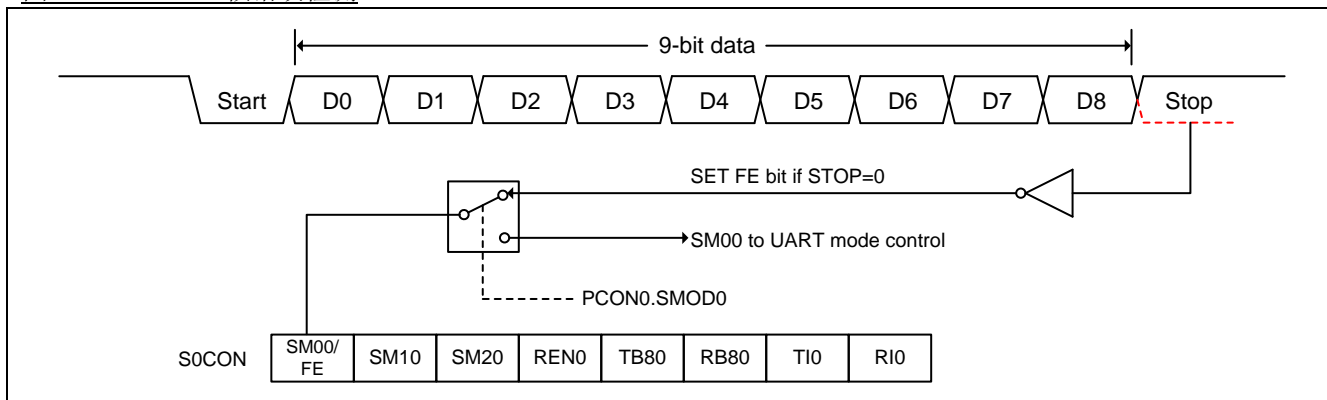 9-bit data
Start D0 D1 D2 D3 D4 D5 D6 D7 D8 Stop
SET FE bit if STOP=0
SM00 to UART mode control
PCON0.SMOD0
S0CON SM00/ FE SM10 SM20 REN0 TB80 RB80 TI0 RI0